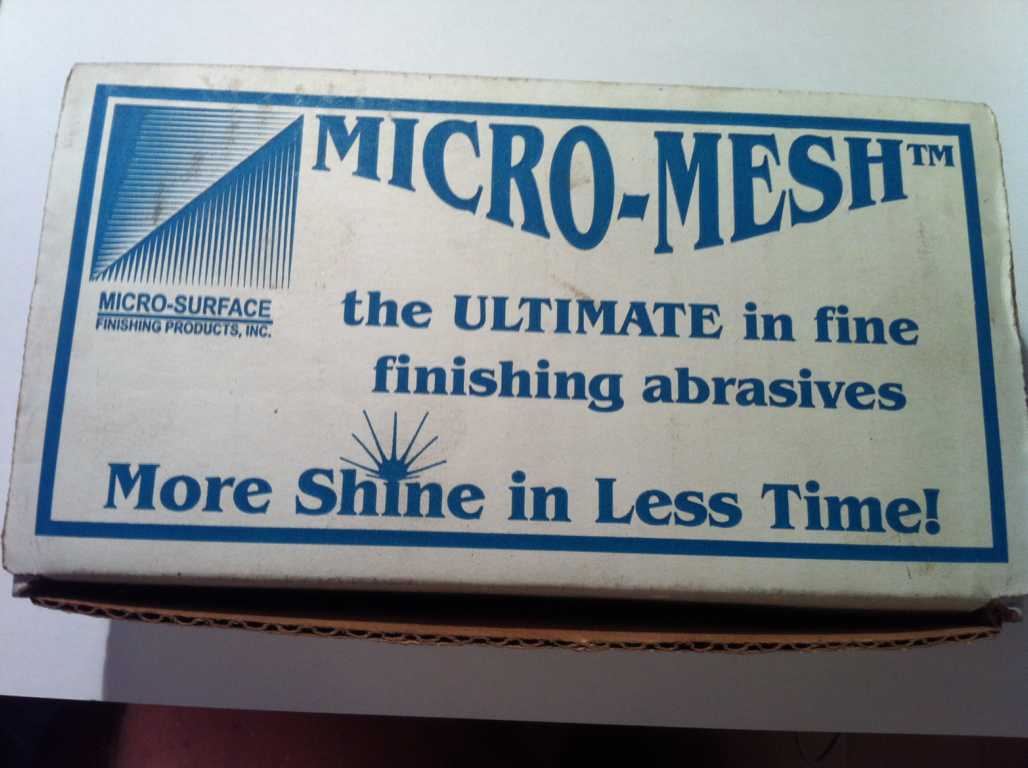 MICRO-MESH™
MICRO-SURFACE
FINISHING PRODUCTS, INC.
the ULTIMATE in fine
finishing abrasives
More Shine in Less Time!